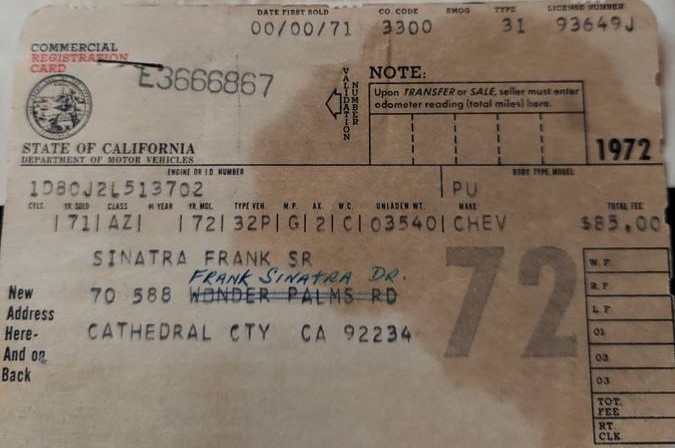 DATE FIRST SOLD CO. CODE SMOG TYPE LICENSE NUMBER
00/00/71 3300 31 93649J
COMMERCIAL
REGISTRATION
CARD
E3666867
VALIDATION NUMBER
NOTE:
Upon TRANSFER or SALE, seller must enter
odometer reading (total miles) here.
STATE OF CALIFORNIA
DEPARTMENT OF MOTOR VEHICLES
1972
ENGINE OR I.D. NUMBER BODY TYPE MODEL
1D80J2L513702 PU
CYLS. YR. SOLD CLASS YR. MDL. TYPE VEH. M.P. AX. W.C. UNLADEN WT. MAKE TOTAL FEE
|71|AZ| |72|32P|G|2|C|03540|CHEV $85.00
SINATRA FRANK SR
FRANK SINATRA DR.
70 588 WONDER PALMS RD
CATHEDRAL CTY CA 92234
New
Address
Here-
And on
Back
72
W.F.
R.F.
L.F.
01
02
03
TOT.
FEE
RT.
CLK.